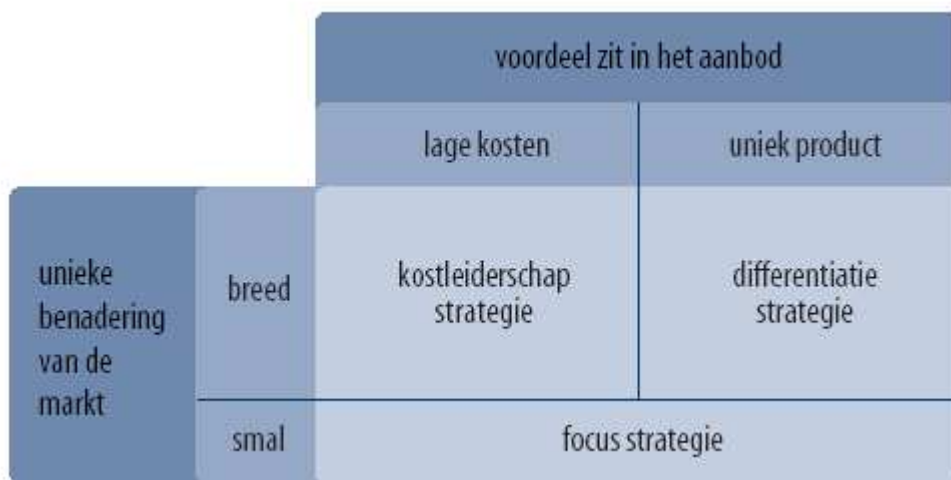 voordeel zit in het aanbod
lage kosten
uniek product
unieke
benadering
van de
markt
breed
kostleiderschap
strategie
differentiatie
strategie
smal
focus strategie